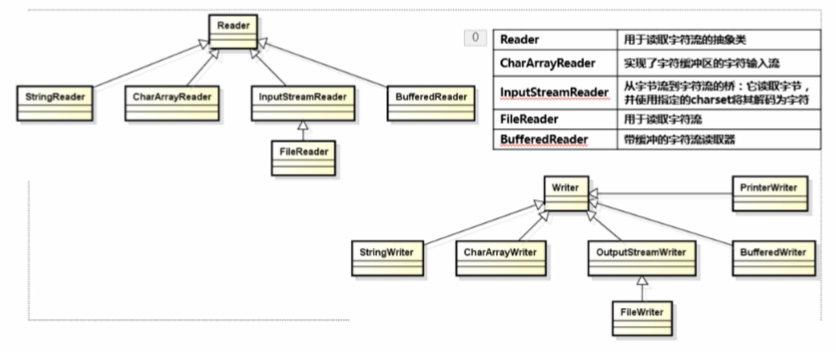 Reader
StringReader
CharArrayReader
InputStreamReader
BufferedReader
FileReader
0
Reader 用于读取字符流的抽象类
CharArrayReader 实现了字符缓冲区的字符输入流
InputStreamReader 从字节流到字符流的桥：它读取字节，
并使用指定的charset将其解码为字符
FileReader 用于读取字符流
BufferedReader 带缓冲的字符流读取器
Writer
PrinterWriter
StringWriter
CharArrayWriter
OutputStreamWriter
BufferedWriter
FileWriter